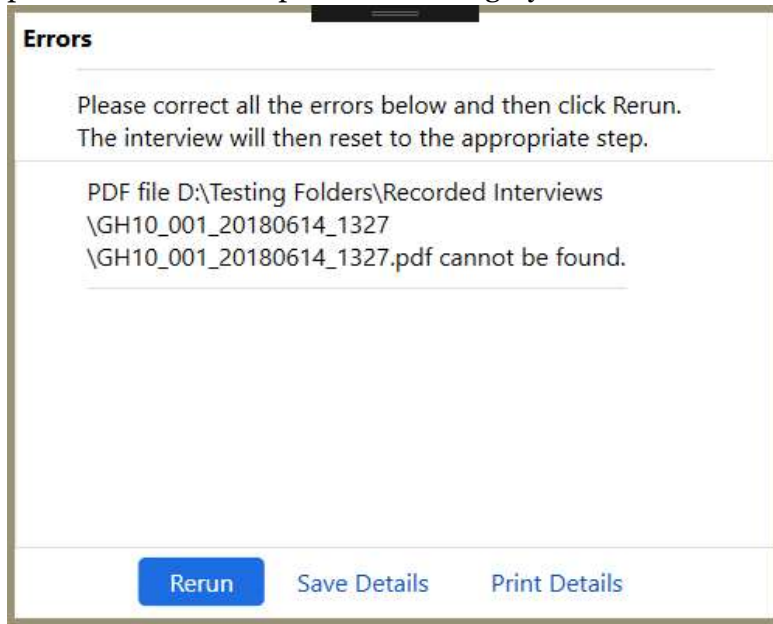 Errors
Please correct all the errors below and then click Rerun.
The interview will then reset to the appropriate step.
PDF file D:\Testing Folders\Recorded Interviews
\GH10_001_20180614_1327
\GH10_001_20180614_1327.pdf cannot be found.
Rerun Save Details Print Details